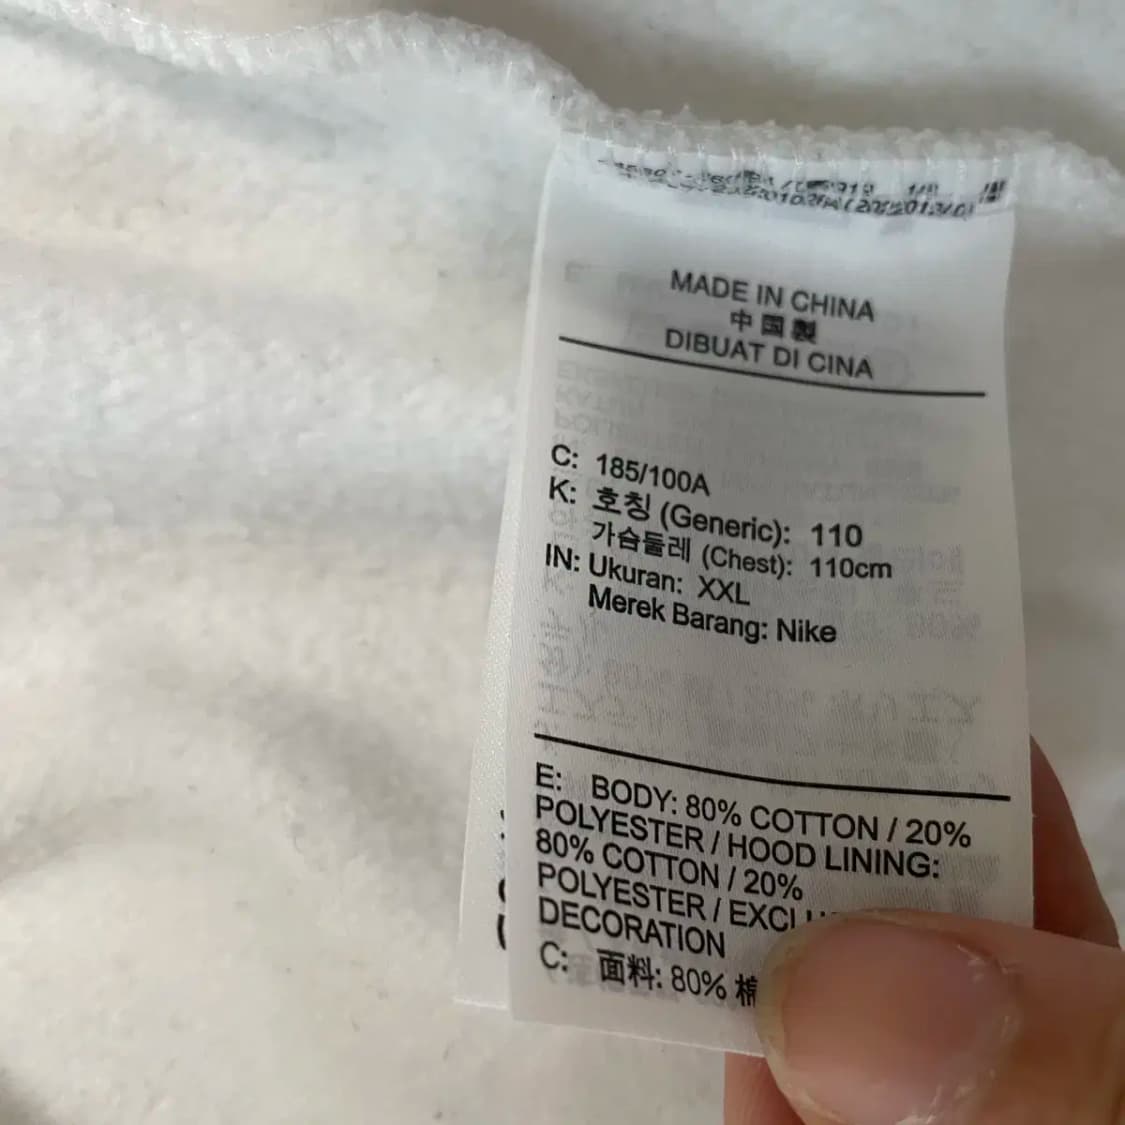 MADE IN CHINA
中国製
DIBUAT DI CINA
C: 185/100A
K: 호칭 (Generic): 110
가슴둘레 (Chest): 110cm
IN: Ukuran: XXL
Merek Barang: Nike
E: BODY: 80% COTTON / 20%
POLYESTER / HOOD LINING:
80% COTTON / 20%
POLYESTER /
DECORATION
C: 面料: 80% 棉